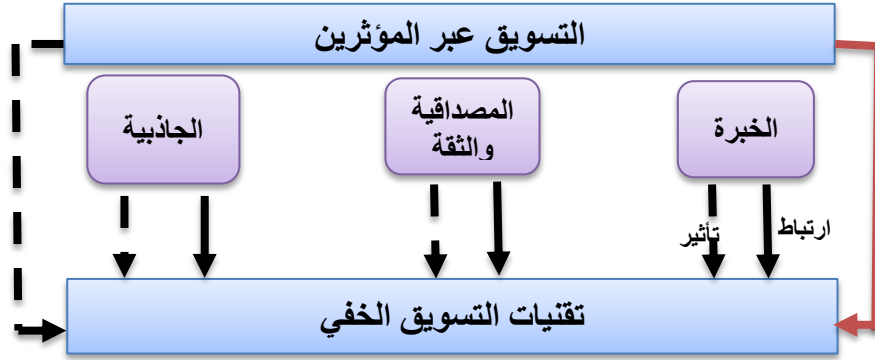 التسويق عبر المؤثرين
الخبرة
المصداقية
والثقة
الجاذبية
ارتباط
تأثير
تقنيات التسويق الخفي